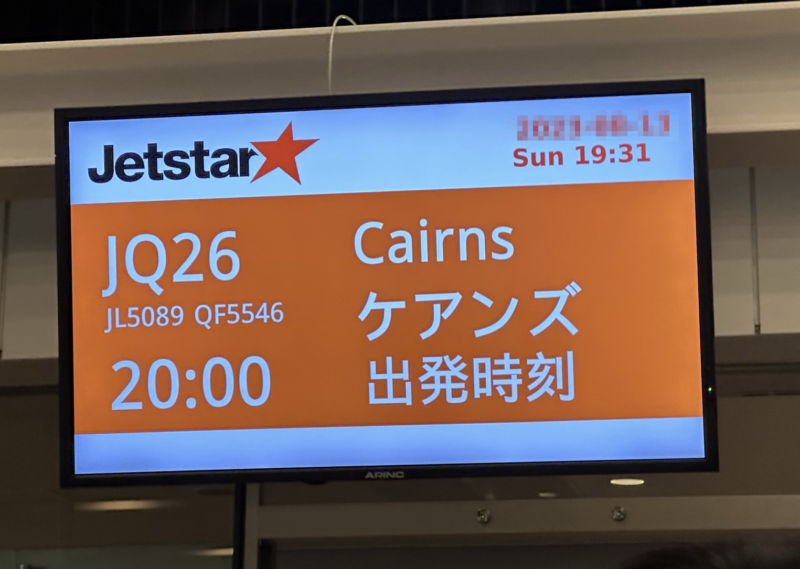 Jetstar
Sun 19:31
JQ26
Cairns
JL5089 QF5546
ケアンズ
20:00
出発時刻
ARINC